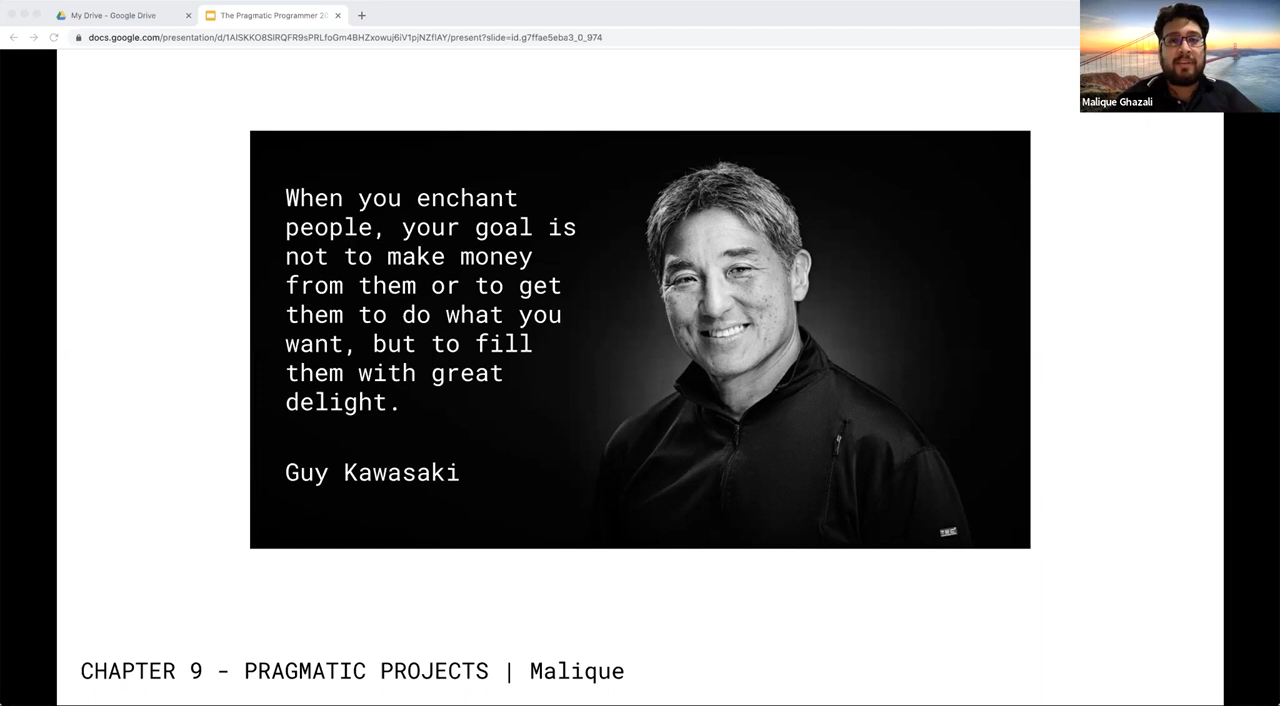 My Drive - Google Drive
The Pragmatic Programmer 20
docs.google.com/presentation/d/1AlSKKO8SlRQFR9sPRLfoGm4BHZxowuj6iV1pjNZflAY/present?slide=id.g7ffae5eba3_0_974
Malique Ghazali
When you enchant
people, your goal is
not to make money
from them or to get
them to do what you
want, but to fill
them with great
delight.
Guy Kawasaki
CHAPTER 9 - PRAGMATIC PROJECTS | Malique